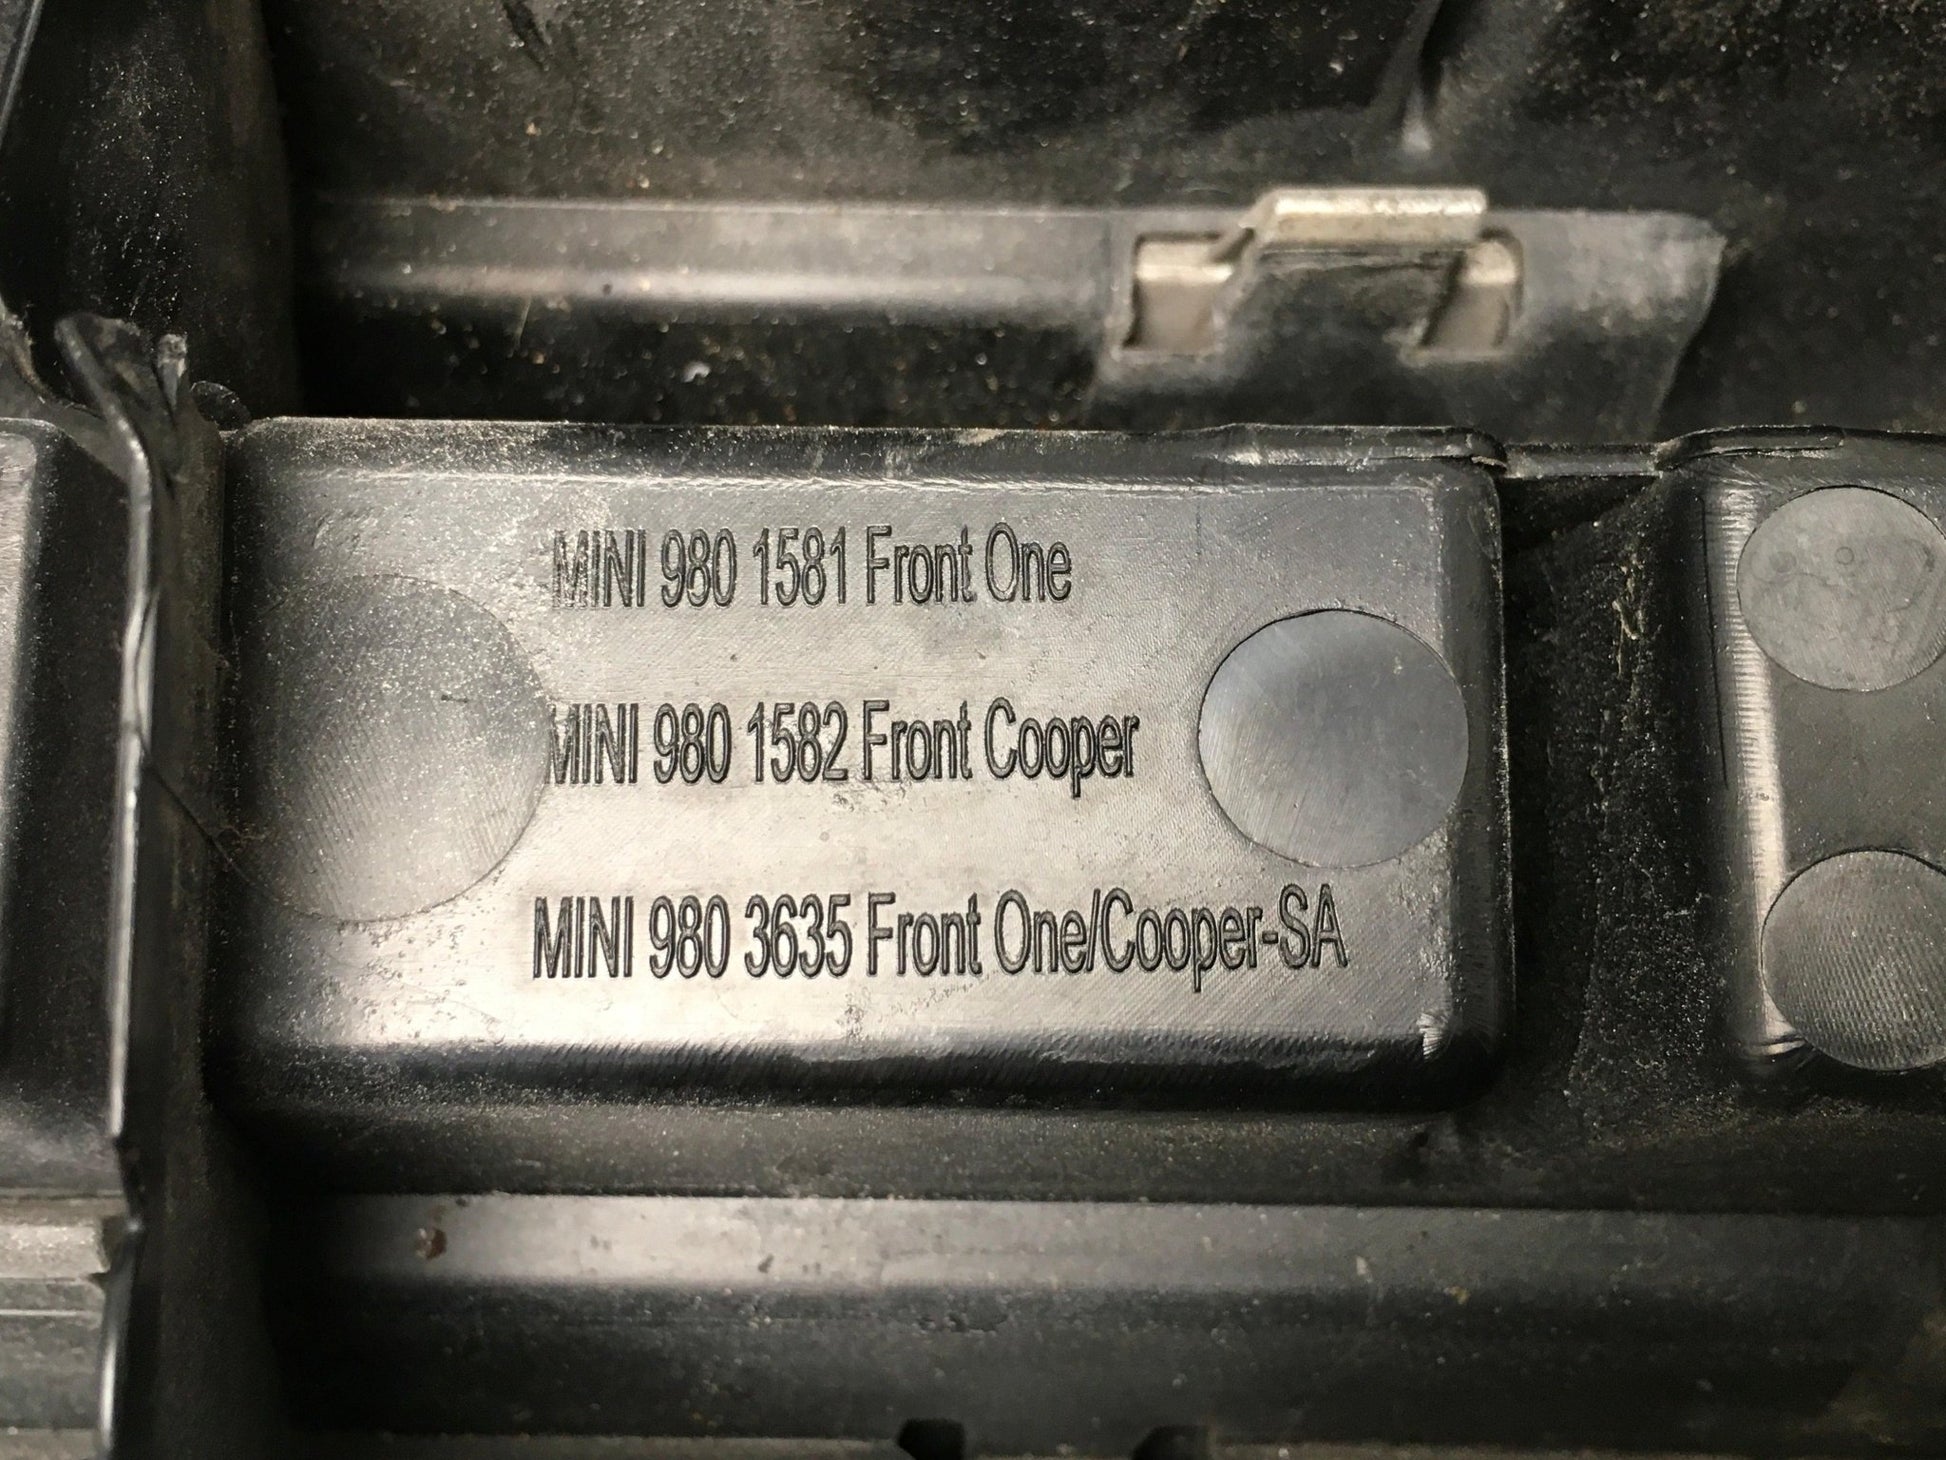 MINI 980 1581 Front One
MINI 980 1582 Front Cooper
MINI 980 3635 Front One/Cooper-SA